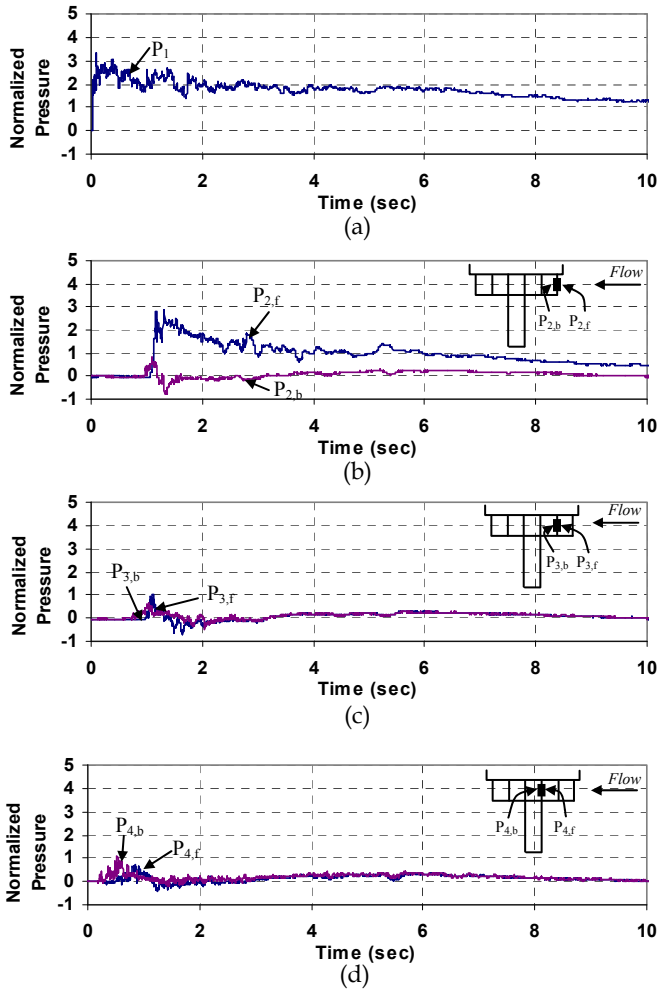 Normalized
Pressure
5
4
3
2
1
0
-1
P1
0 2 4 6 8 10
Time (sec)
(a)
Normalized
Pressure
5
4
3
2
1
0
-1
P2,f
P2,b
P2,b P2,f
Flow
0 2 4 6 8 10
Time (sec)
(b)
Normalized
Pressure
5
4
3
2
1
0
-1
P3,b
P3,f
P3,b P3,f
Flow
0 2 4 6 8 10
Time (sec)
(c)
Normalized
Pressure
5
4
3
2
1
0
-1
P4,b
P4,f
P4,b P4,f
Flow
0 2 4 6 8 10
Time (sec)
(d)